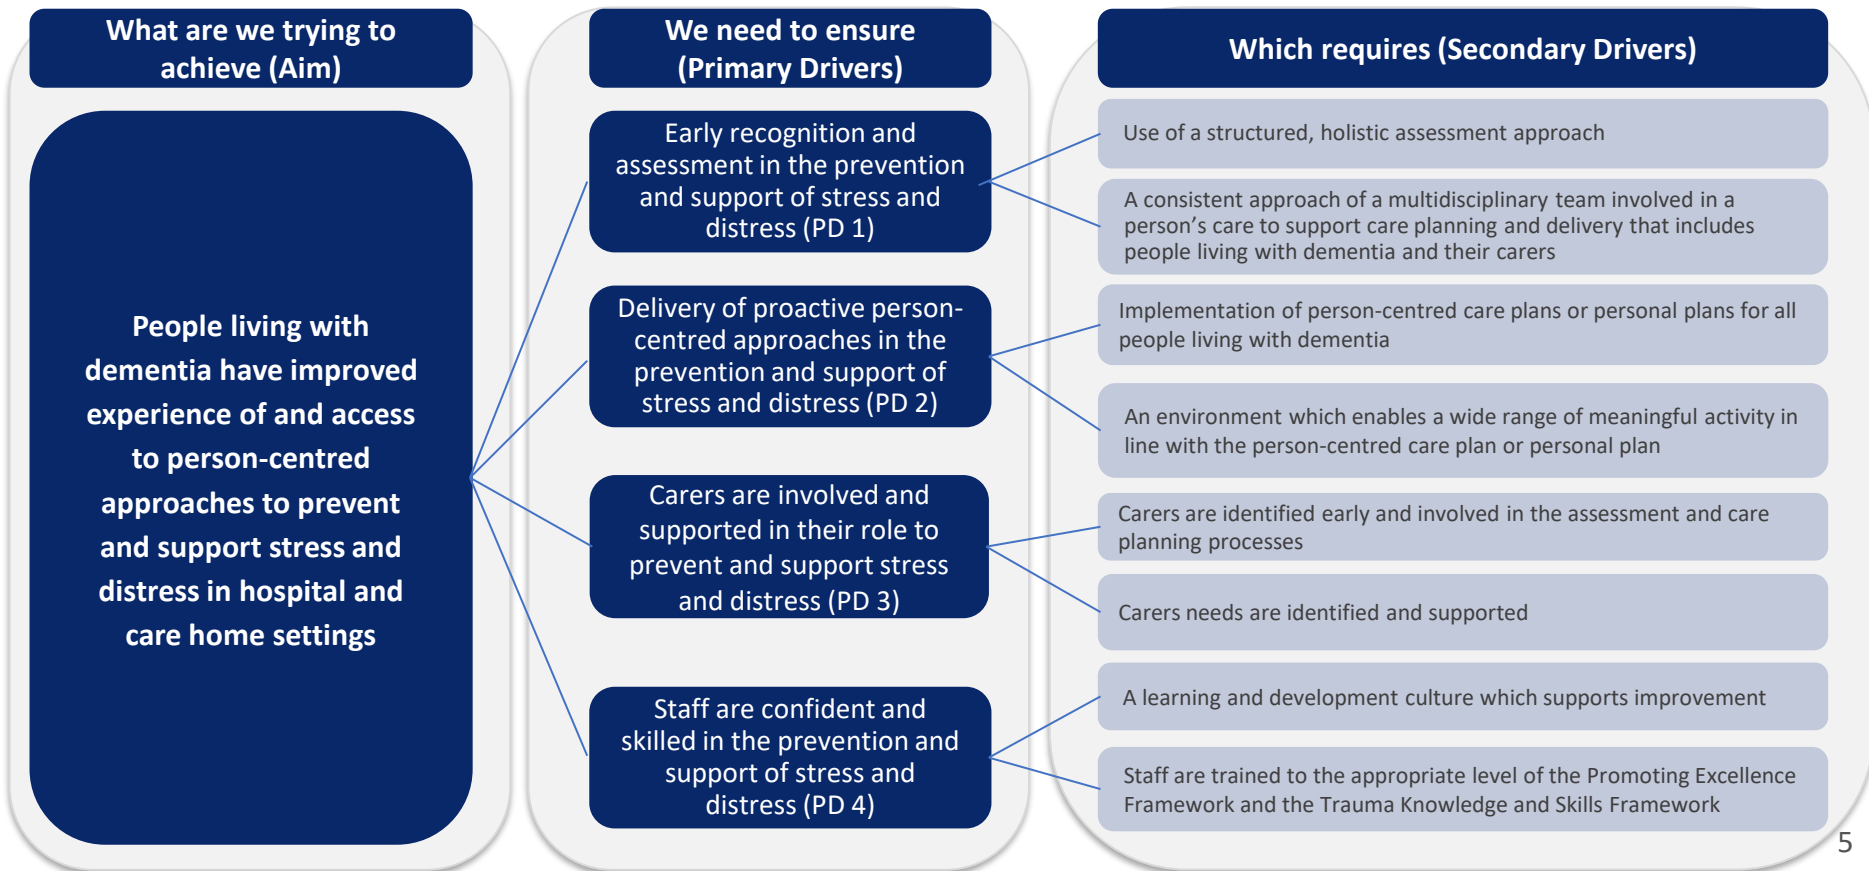 What are we trying to
achieve (Aim)
People living with
dementia have improved
experience of and access
to person-centred
approaches to prevent
and support stress and
distress in hospital and
care home settings
We need to ensure
(Primary Drivers)
Early recognition and
assessment in the prevention
and support of stress and
distress (PD 1)
Delivery of proactive person-
centred approaches in the
prevention and support of
stress and distress (PD 2)
Carers are involved and
supported in their role to
prevent and support stress
and distress (PD 3)
Staff are confident and
skilled in the prevention and
support of stress and
distress (PD 4)
Which requires (Secondary Drivers)
Use of a structured, holistic assessment approach
A consistent approach of a multidisciplinary team involved in a
person’s care to support care planning and delivery that includes
people living with dementia and their carers
Implementation of person-centred care plans or personal plans for all
people living with dementia
An environment which enables a wide range of meaningful activity in
line with the person-centred care plan or personal plan
Carers are identified early and involved in the assessment and care
planning processes
Carers needs are identified and supported
A learning and development culture which supports improvement
Staff are trained to the appropriate level of the Promoting Excellence
Framework and the Trauma Knowledge and Skills Framework
5